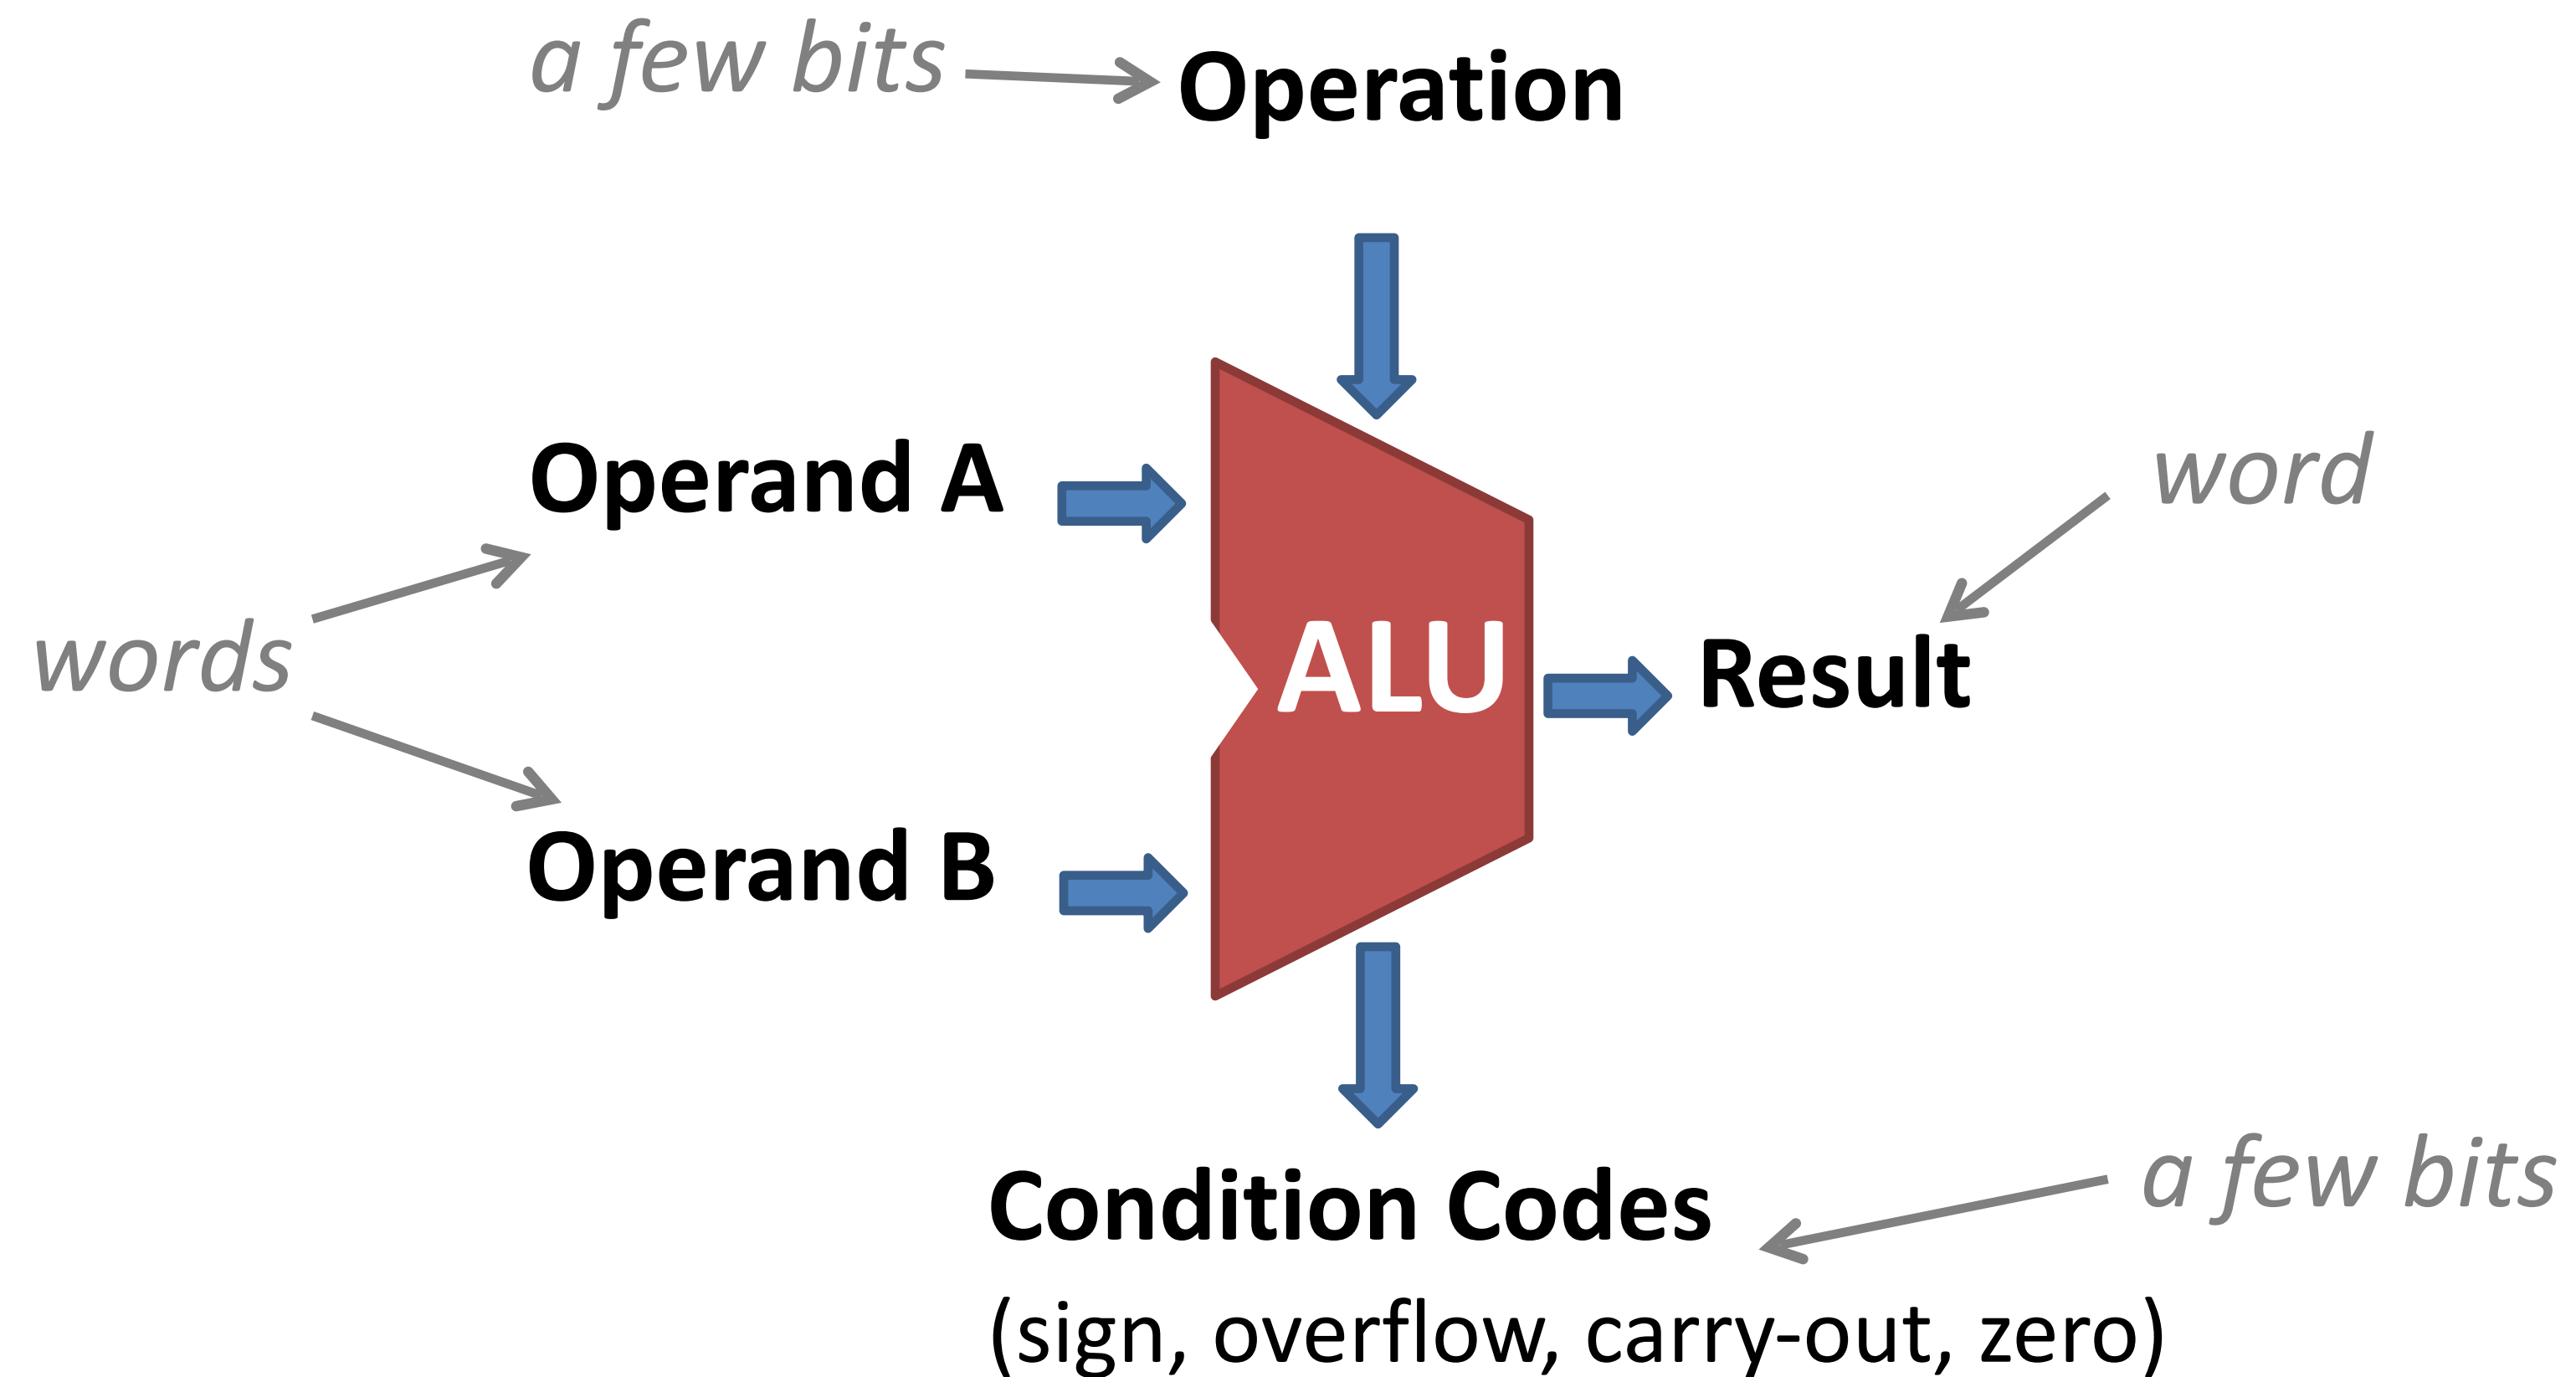 a few bits
Operation
Operand A
word
words
ALU
Result
Operand B
Condition Codes
a few bits
(sign, overflow, carry-out, zero)